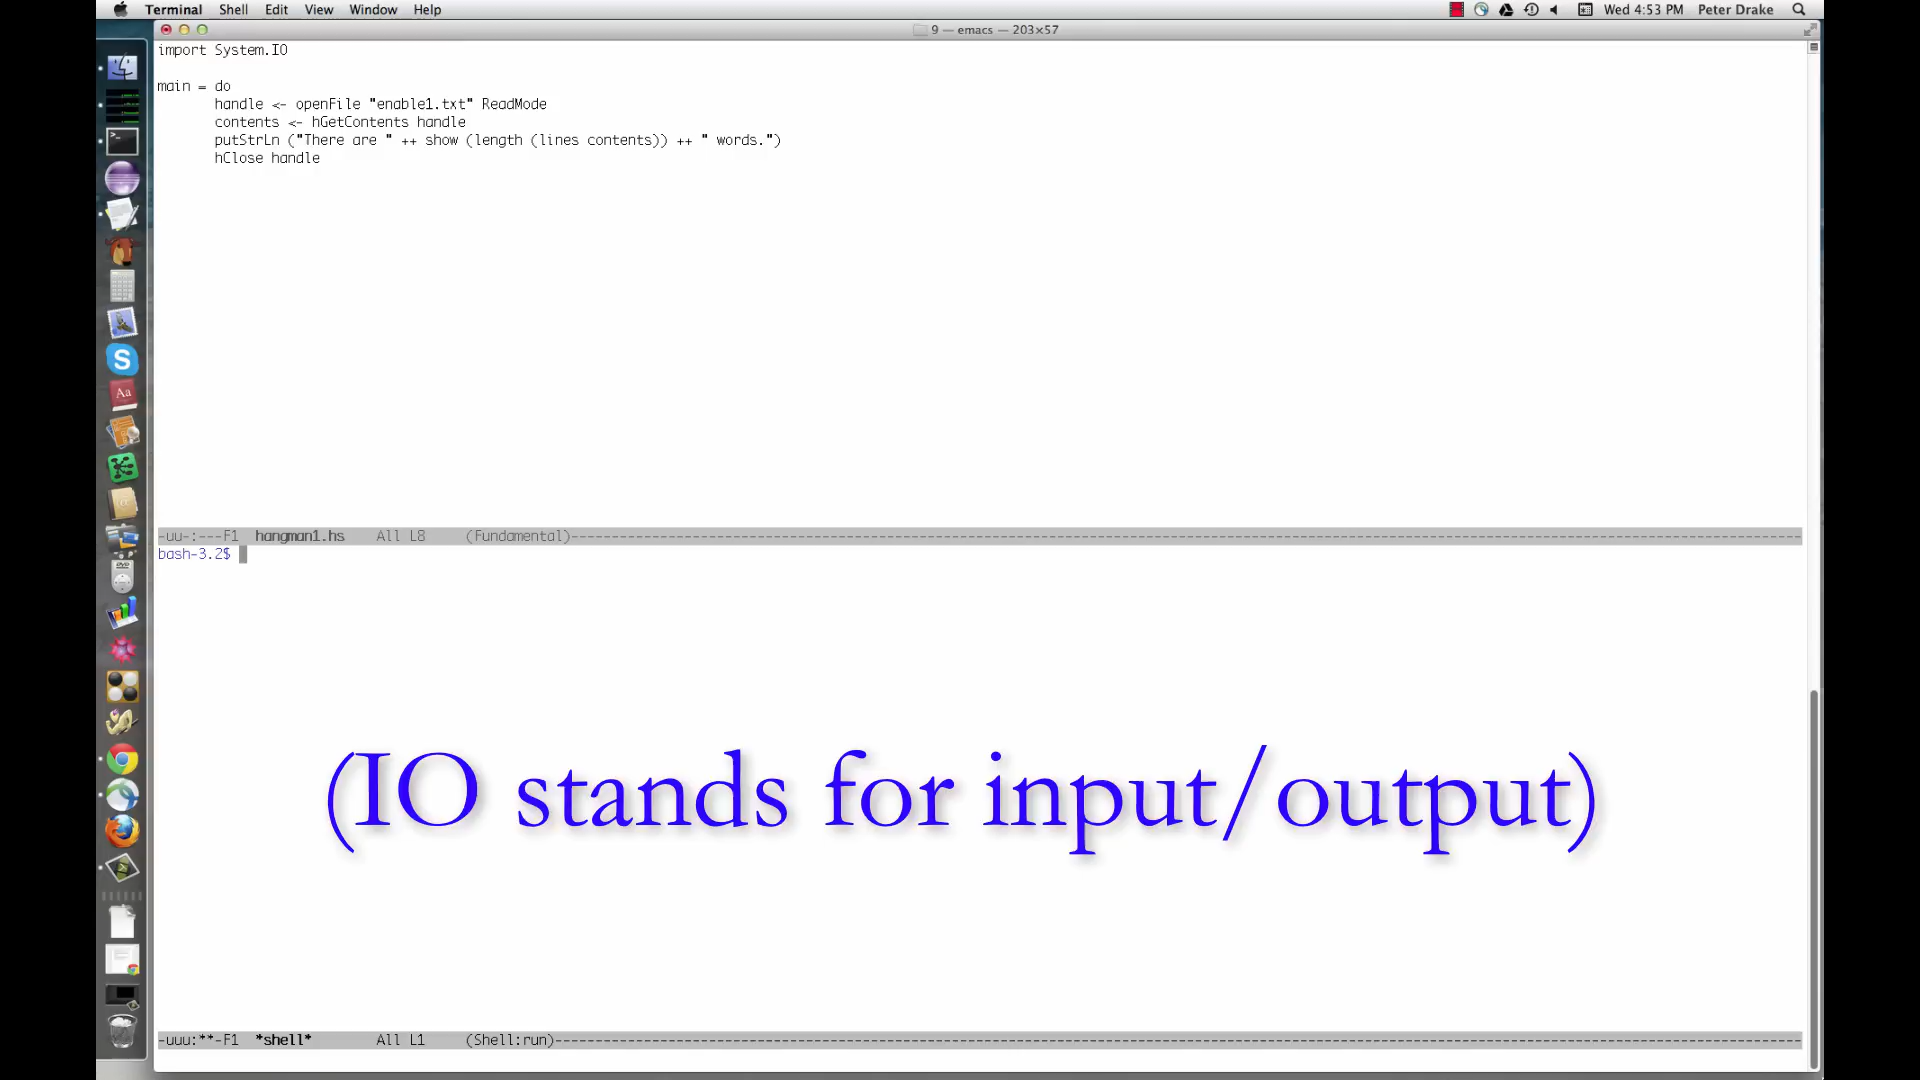 Terminal Shell Edit View Window Help Wed 4:53 PM Peter Drake
9 — emacs — 203×57
import System.IO
main = do
handle <- openFile "enable1.txt" ReadMode
contents <- hGetContents handle
putStrLn ("There are " ++ show (length (lines contents)) ++ " words.")
hClose handle
-uu-:---F1 hangman1.hs All L8 (Fundamental)
bash-3.2$
(IO stands for input/output)
-uuu:**-F1 *shell* All L1 (Shell:run)